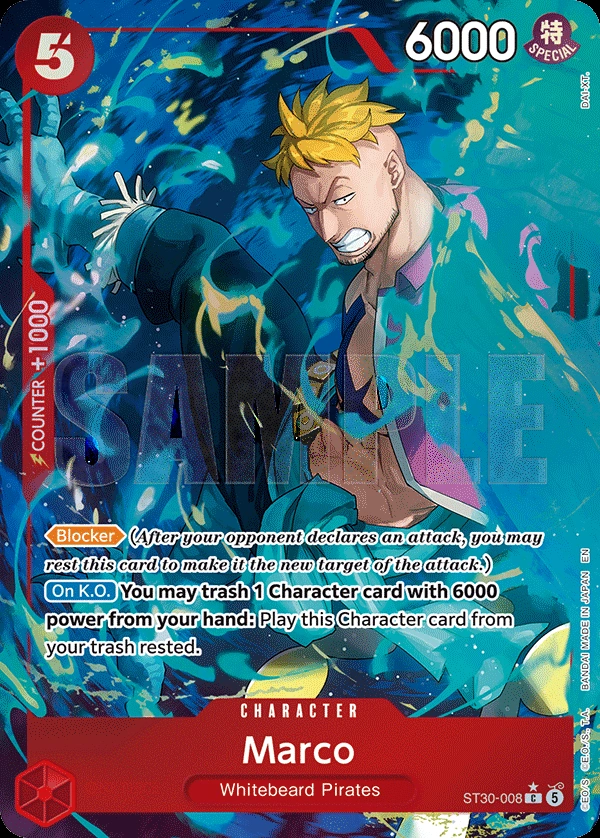 5
6000
特
SPECIAL
DAI-XT.
COUNTER +1000
SAMPLE
Blocker (After your opponent declares an attack, you may
rest this card to make it the new target of the attack.)
On K.O. You may trash 1 Character card with 6000
power from your hand: Play this Character card from
your trash rested.
CHARACTER
Marco
Whitebeard Pirates
ST30-008 C 5
©E.O/S ©E.O./S., T.A. BANDAI MADE IN JAPAN EN